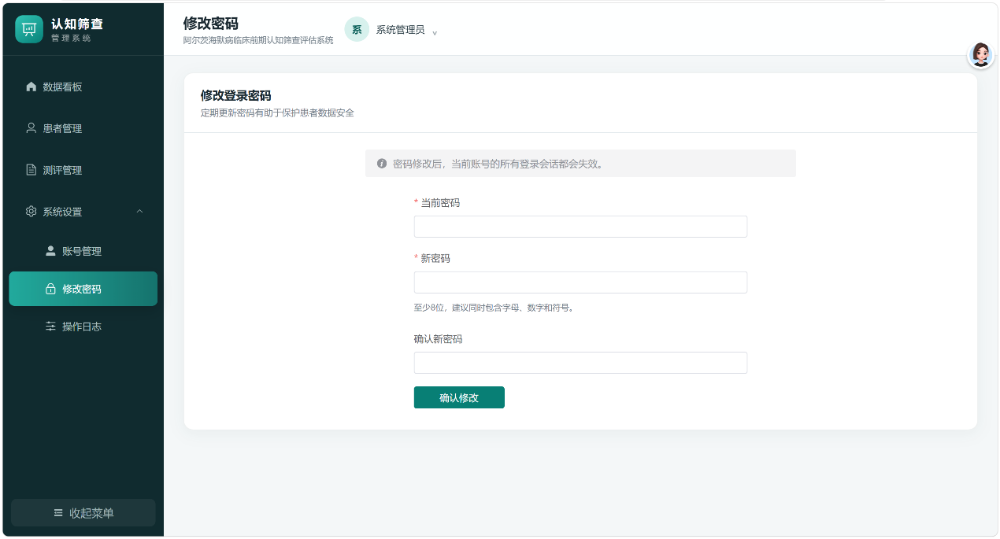 认知筛查
管理系统
数据看板
患者管理
测评管理
系统设置
账号管理
修改密码
操作日志
收起菜单
修改密码
阿尔茨海默病临床前期认知筛查评估系统
系 系统管理员
修改登录密码
定期更新密码有助于保护患者数据安全
密码修改后，当前账号的所有登录会话都会失效。
* 当前密码
* 新密码
至少8位，建议同时包含字母、数字和符号。
确认新密码
确认修改